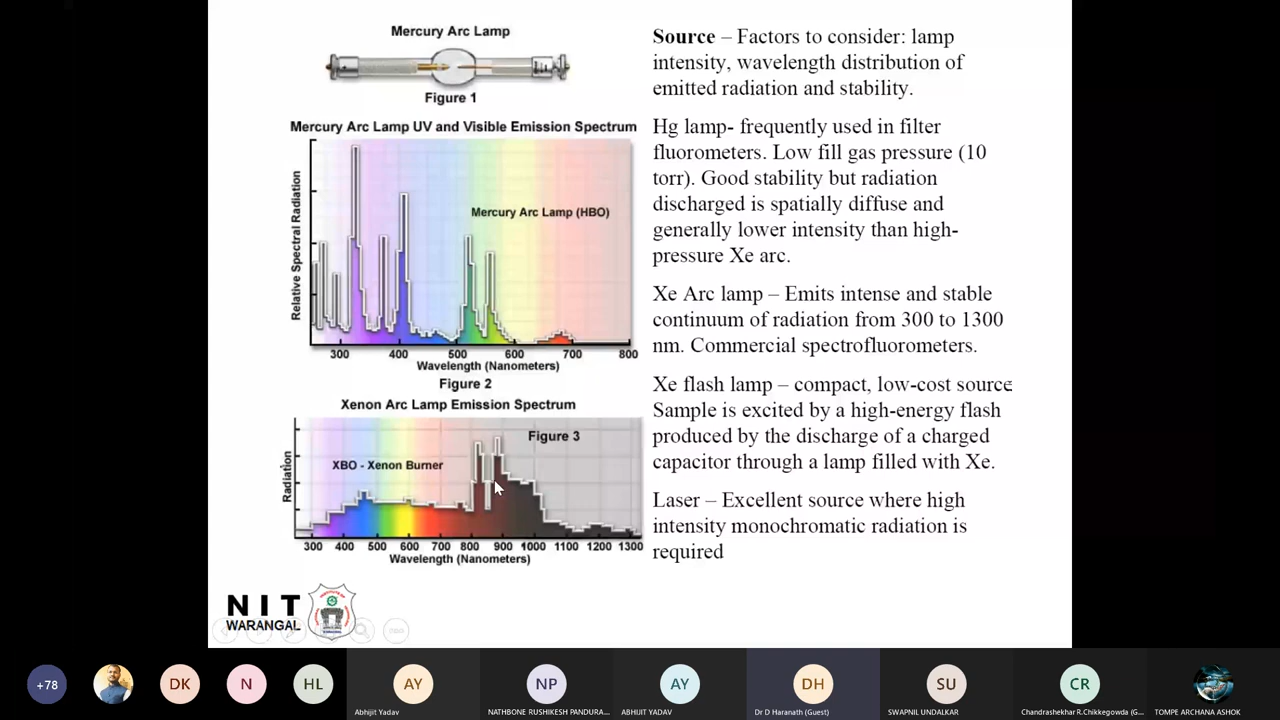 Mercury Arc Lamp
Figure 1
Mercury Arc Lamp UV and Visible Emission Spectrum
Relative Spectral Radiation
Mercury Arc Lamp (HBO)
300 400 500 600 700 800
Wavelength (Nanometers)
Figure 2
Xenon Arc Lamp Emission Spectrum
Figure 3
XBO - Xenon Burner
Radiation
300 400 500 600 700 800 900 1000 1100 1200 1300
Wavelength (Nanometers)
Source – Factors to consider: lamp
intensity, wavelength distribution of
emitted radiation and stability.
Hg lamp- frequently used in filter
fluorometers. Low fill gas pressure (10
torr). Good stability but radiation
discharged is spatially diffuse and
generally lower intensity than high-
pressure Xe arc.
Xe Arc lamp – Emits intense and stable
continuum of radiation from 300 to 1300
nm. Commercial spectrofluorometers.
Xe flash lamp – compact, low-cost source
Sample is excited by a high-energy flash
produced by the discharge of a charged
capacitor through a lamp filled with Xe.
Laser – Excellent source where high
intensity monochromatic radiation is
required
NIT
WARANGAL
+78 DK N HL AY NP AY DH SU CR
Abhijit Yadav
NATHBONE RUSHIKESH PANDURA...
ABHIJIT YADAV
Dr D Haranath (Guest)
SWAPNIL UNDALKAR
Chandrashekhar R.Chikkegowda (G...
TOMPE ARCHANA ASHOK